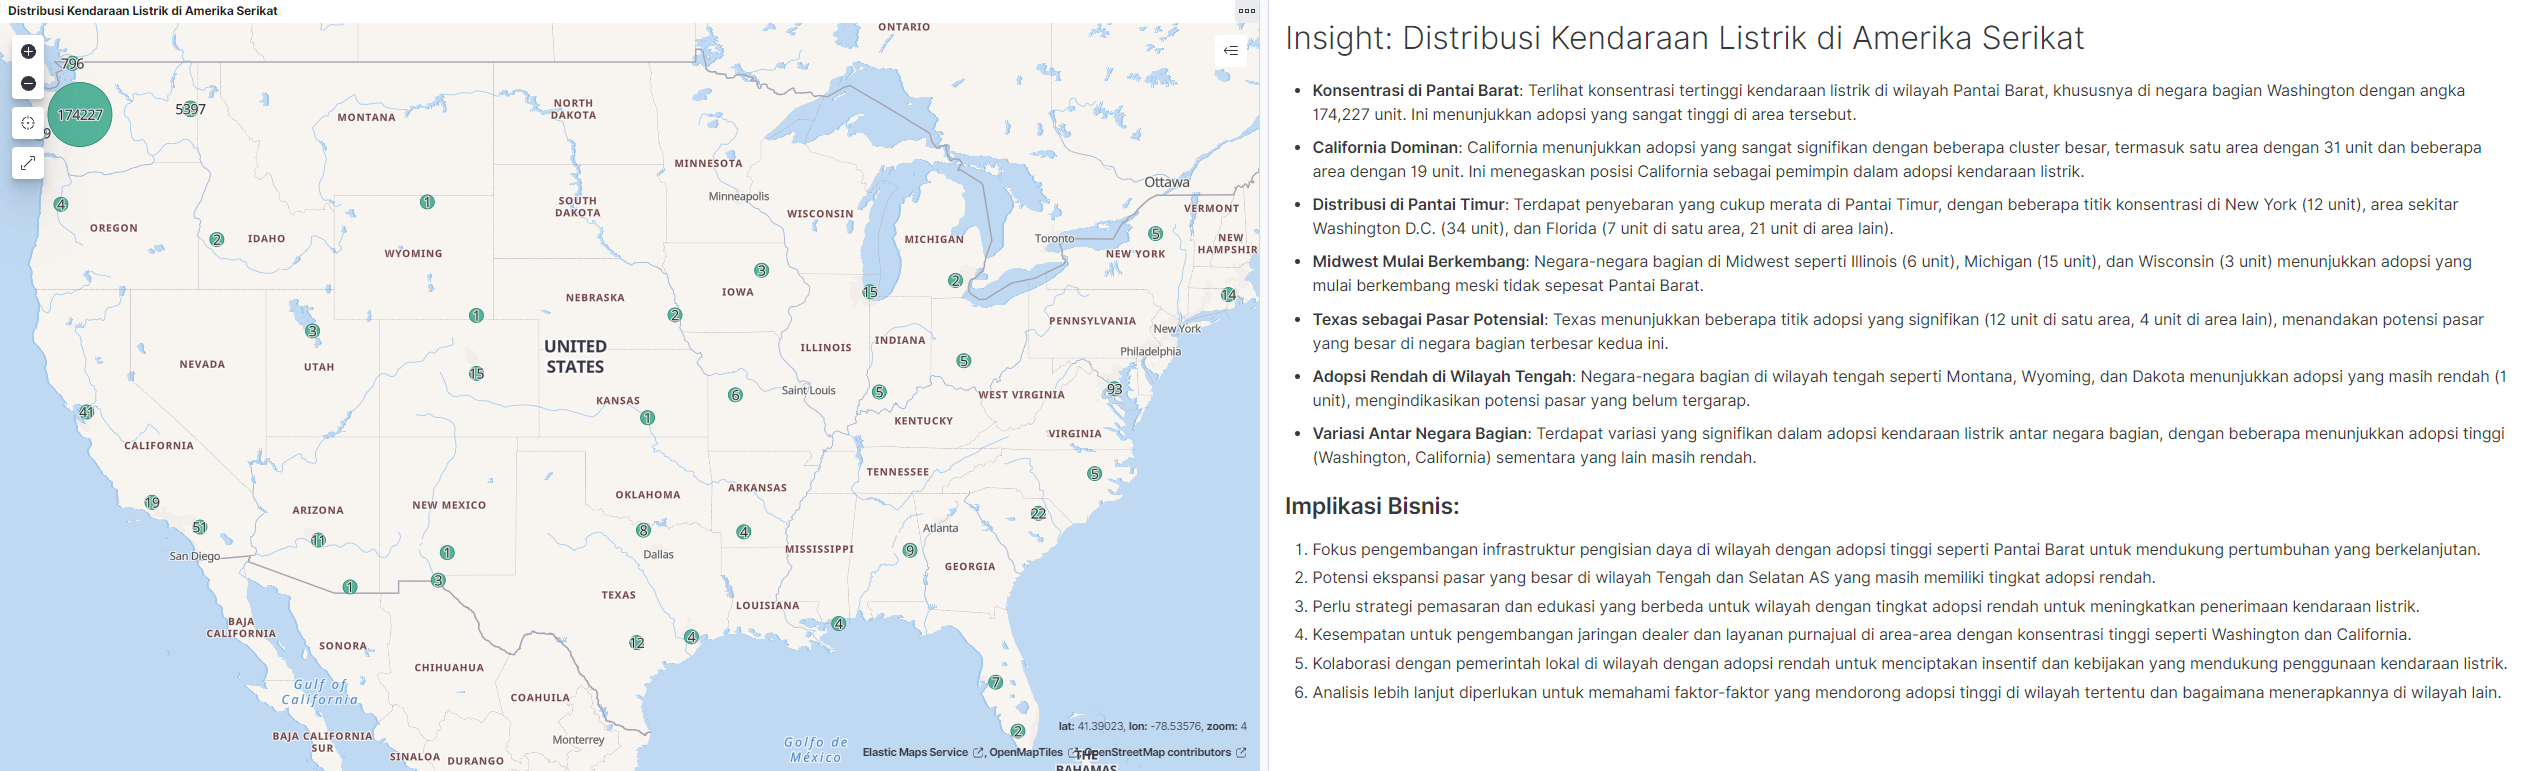 Distribusi Kendaraan Listrik di Amerika Serikat
ONTARIO
796
174227
5397
9
MONTANA
NORTH
DAKOTA
MINNESOTA
Minneapolis
Ottawa
4
1
SOUTH
DAKOTA
WISCONSIN
VERMONT
OREGON
2
IDAHO
WYOMING
MICHIGAN
Toronto
5
NEW YORK
NEW
HAMPSHIR
3
IOWA
2
15
NEBRASKA
14
3
1
2
PENNSYLVANIA
New York
NEVADA
UTAH
UNITED
STATES
ILLINOIS
INDIANA
Philadelphia
15
5
6
Saint Louis
5
WEST VIRGINIA
93
41
KANSAS
1
KENTUCKY
VIRGINIA
CALIFORNIA
TENNESSEE
5
19
51
ARIZONA
NEW MEXICO
OKLAHOMA
ARKANSAS
22
San Diego
11
1
8
Dallas
4
MISSISSIPPI
Atlanta
9
GEORGIA
1
3
TEXAS
LOUISIANA
4
BAJA
CALIFORNIA
SONORA
CHIHUAHUA
12
4
Gulf of
California
COAHUILA
7
BAJA CALIFORNIA
SUR
SINALOA
DURANGO
Monterrey
Golfo de
México
2
lat: 41.39023, lon: -78.53576, zoom: 4
Elastic Maps Service , OpenMapTiles , OpenStreetMap contributors
THE
BAHAMAS
Insight: Distribusi Kendaraan Listrik di Amerika Serikat
• Konsentrasi di Pantai Barat: Terlihat konsentrasi tertinggi kendaraan listrik di wilayah Pantai Barat, khususnya di negara bagian Washington dengan angka
174,227 unit. Ini menunjukkan adopsi yang sangat tinggi di area tersebut.
• California Dominan: California menunjukkan adopsi yang sangat signifikan dengan beberapa cluster besar, termasuk satu area dengan 31 unit dan beberapa
area dengan 19 unit. Ini menegaskan posisi California sebagai pemimpin dalam adopsi kendaraan listrik.
• Distribusi di Pantai Timur: Terdapat penyebaran yang cukup merata di Pantai Timur, dengan beberapa titik konsentrasi di New York (12 unit), area sekitar
Washington D.C. (34 unit), dan Florida (7 unit di satu area, 21 unit di area lain).
• Midwest Mulai Berkembang: Negara-negara bagian di Midwest seperti Illinois (6 unit), Michigan (15 unit), dan Wisconsin (3 unit) menunjukkan adopsi yang
mulai berkembang meski tidak sepesat Pantai Barat.
• Texas sebagai Pasar Potensial: Texas menunjukkan beberapa titik adopsi yang signifikan (12 unit di satu area, 4 unit di area lain), menandakan potensi pasar
yang besar di negara bagian terbesar kedua ini.
• Adopsi Rendah di Wilayah Tengah: Negara-negara bagian di wilayah tengah seperti Montana, Wyoming, dan Dakota menunjukkan adopsi yang masih rendah (1
unit), mengindikasikan potensi pasar yang belum tergarap.
• Variasi Antar Negara Bagian: Terdapat variasi yang signifikan dalam adopsi kendaraan listrik antar negara bagian, dengan beberapa menunjukkan adopsi tinggi
(Washington, California) sementara yang lain masih rendah.
Implikasi Bisnis:
1. Fokus pengembangan infrastruktur pengisian daya di wilayah dengan adopsi tinggi seperti Pantai Barat untuk mendukung pertumbuhan yang berkelanjutan.
2. Potensi ekspansi pasar yang besar di wilayah Tengah dan Selatan AS yang masih memiliki tingkat adopsi rendah.
3. Perlu strategi pemasaran dan edukasi yang berbeda untuk wilayah dengan tingkat adopsi rendah untuk meningkatkan penerimaan kendaraan listrik.
4. Kesempatan untuk pengembangan jaringan dealer dan layanan purnajual di area-area dengan konsentrasi tinggi seperti Washington dan California.
5. Kolaborasi dengan pemerintah lokal di wilayah dengan adopsi rendah untuk menciptakan insentif dan kebijakan yang mendukung penggunaan kendaraan listrik.
6. Analisis lebih lanjut diperlukan untuk memahami faktor-faktor yang mendorong adopsi tinggi di wilayah tertentu dan bagaimana menerapkannya di wilayah lain.